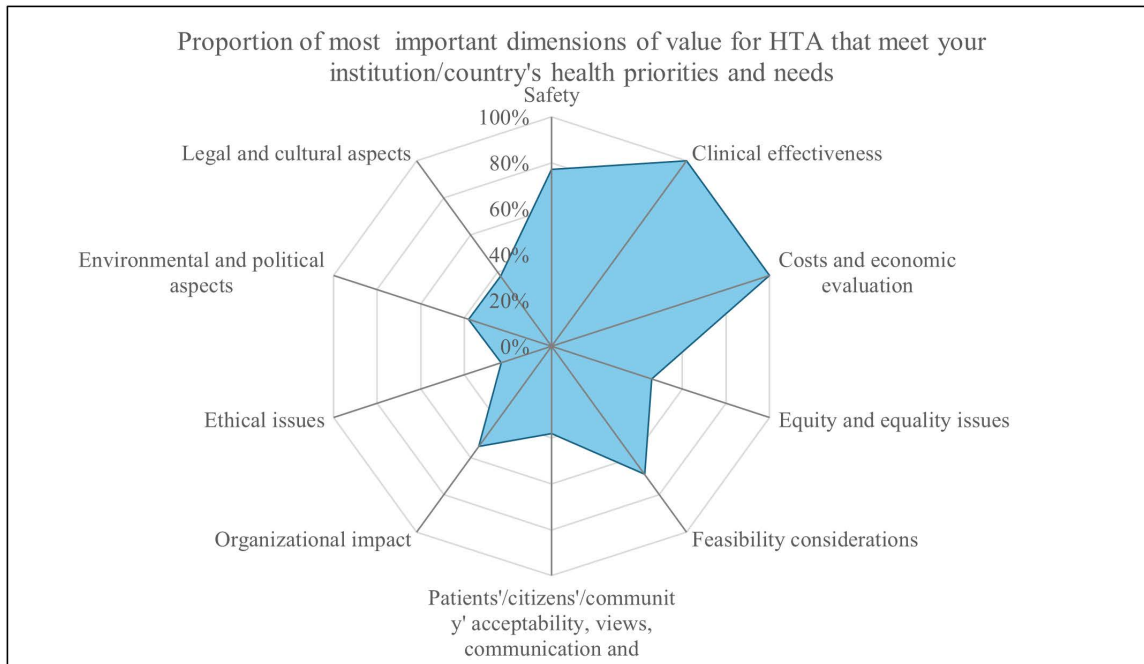 Proportion of most important dimensions of value for HTA that meet your
institution/country's health priorities and needs
Safety
100%
80%
60%
40%
20%
0%
Clinical effectiveness
Costs and economic
evaluation
Equity and equality issues
Feasibility considerations
Patients'/citizens'/communit
y' acceptability, views,
communication and
Organizational impact
Ethical issues
Environmental and political
aspects
Legal and cultural aspects